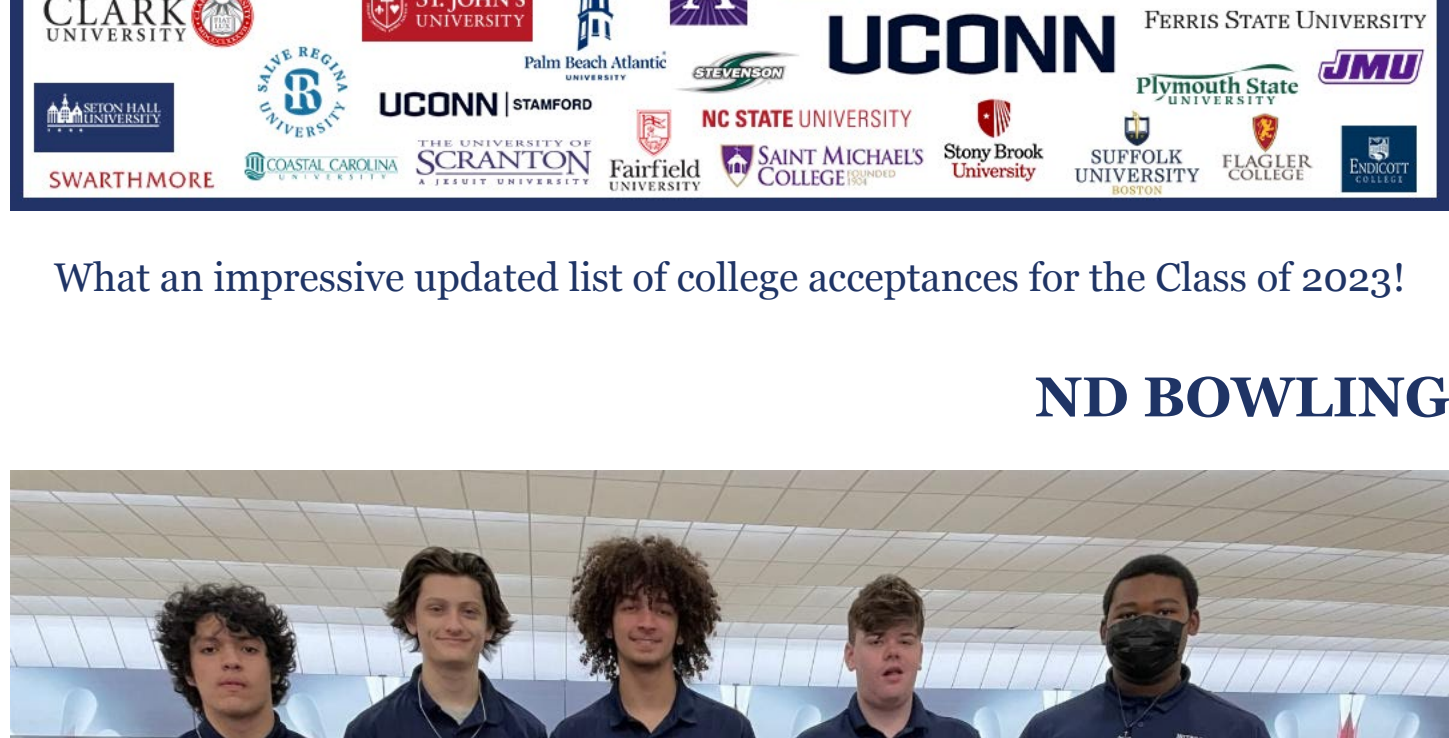 CLARK
UNIVERSITY
ST. JOHN'S
UNIVERSITY
Palm Beach Atlantic
UNIVERSITY
STEVENSON
UCONN
FERRIS STATE UNIVERSITY
JMU
Plymouth State
UNIVERSITY
SETON HALL
UNIVERSITY
SALVE REGINA
UNIVERSITY
SR
UCONN | STAMFORD
NC STATE UNIVERSITY
SWARTHMORE
COASTAL CAROLINA
UNIVERSITY
THE UNIVERSITY OF
SCRANTON
A JESUIT UNIVERSITY
Fairfield
UNIVERSITY
SAINT MICHAEL'S
COLLEGE FOUNDED
1904
Stony Brook
University
SUFFOLK
UNIVERSITY
BOSTON
FLAGLER
COLLEGE
ENDICOTT
COLLEGE
What an impressive updated list of college acceptances for the Class of 2023!
ND BOWLING